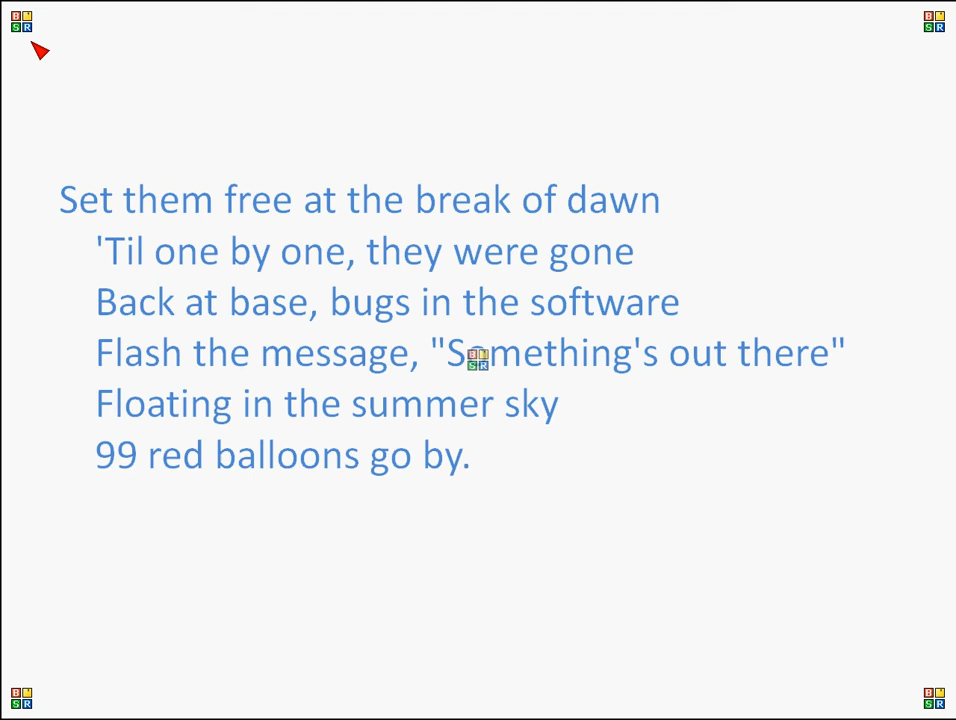 Set them free at the break of dawn
'Til one by one, they were gone
Back at base, bugs in the software
Flash the message, "Something's out there"
Floating in the summer sky
99 red balloons go by.